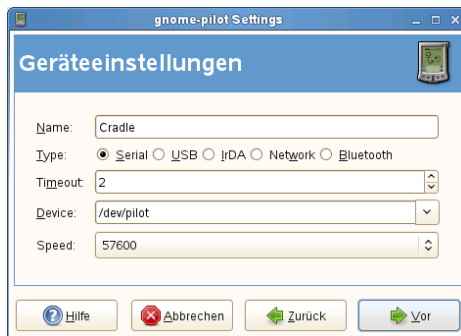 gnome-pilot Settings
Geräteeinstellungen
Name: Cradle
Type: Serial USB IrDA Network Bluetooth
Timeout: 2
Device: /dev/pilot
Speed: 57600
Hilfe Abbrechen Zurück Vor